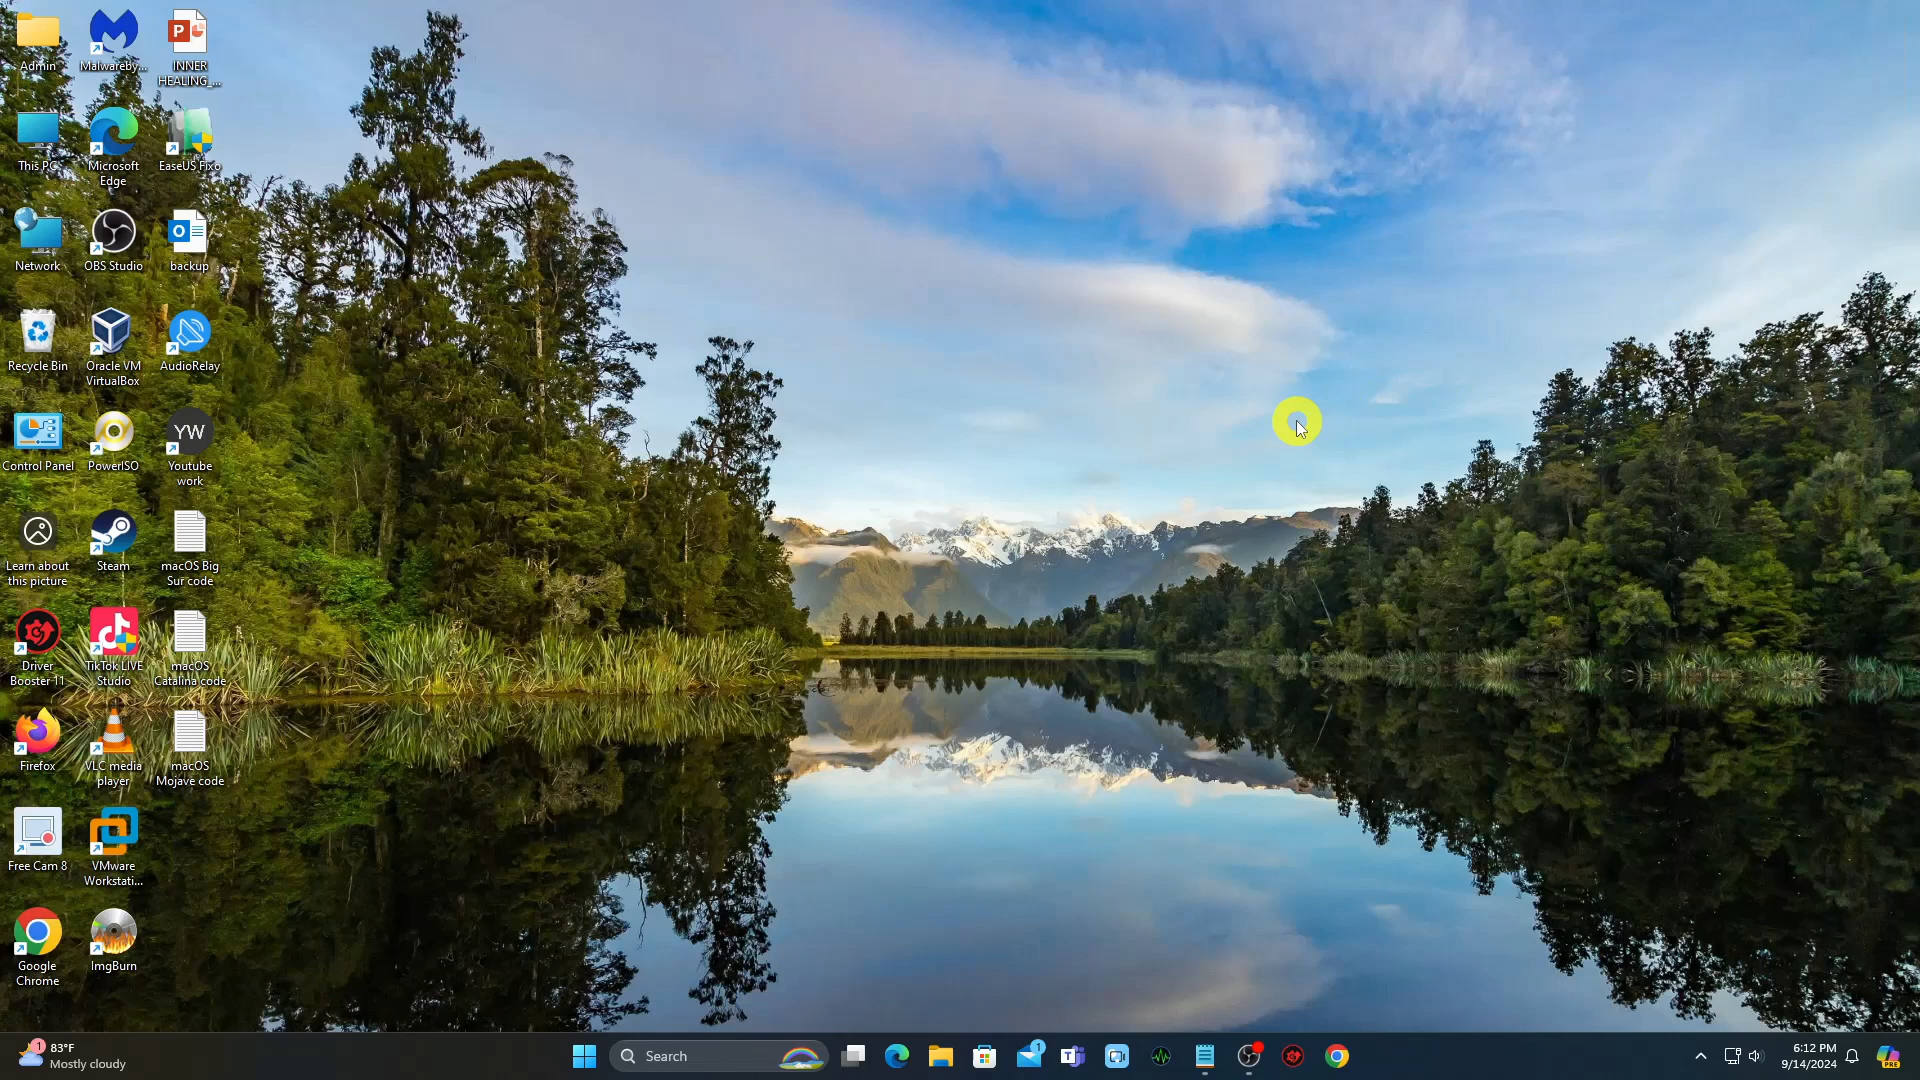 Admin
Malwareby...
INNER
HEALING_...
This PC
Microsoft
Edge
EaseUS Fixo
Network
OBS Studio
backup
Recycle Bin
Oracle VM
VirtualBox
AudioRelay
Control Panel
PowerISO
YW
Youtube
work
Learn about
this picture
Steam
macOS Big
Sur code
Driver
Booster 11
TikTok LIVE
Studio
macOS
Catalina code
Firefox
VLC media
player
macOS
Mojave code
Free Cam 8
VMware
Workstati...
Google
Chrome
ImgBurn
1
83°F
Mostly cloudy
Search
1
6:12 PM
9/14/2024
PRE